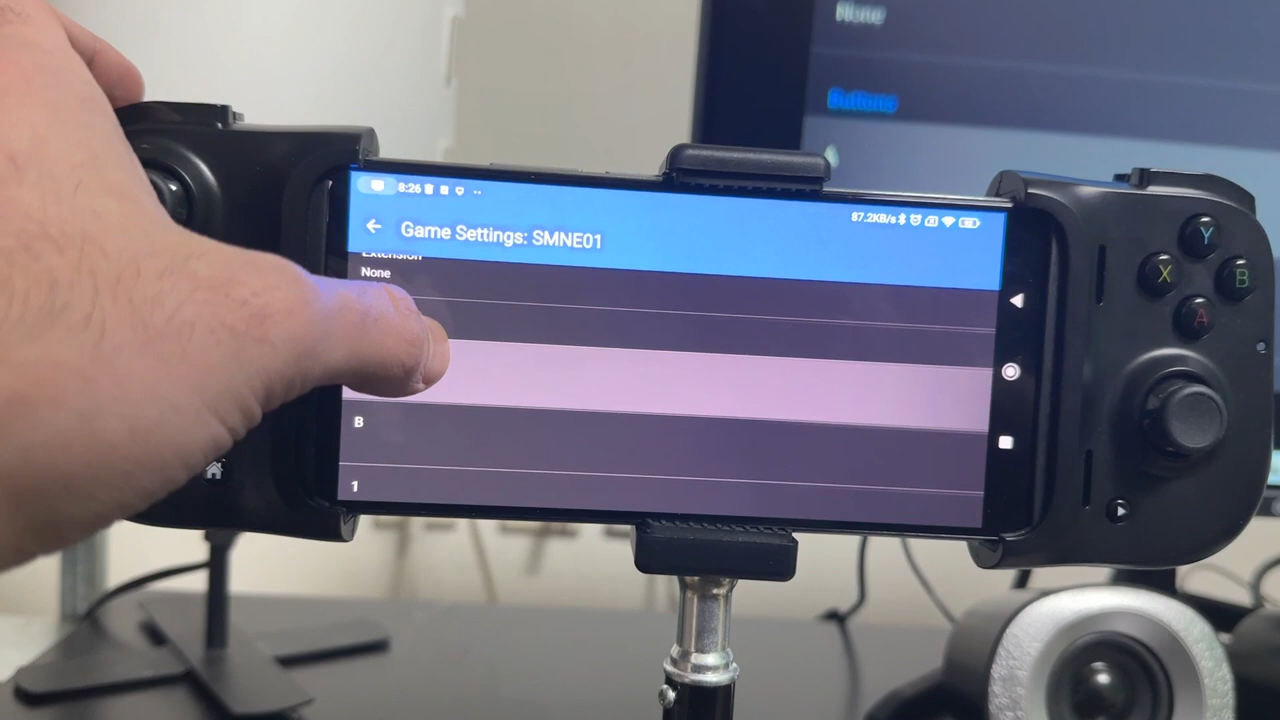 None
Buttons
8:26
87.2KB/s
Game Settings: SMNE01
Extension
None
B
1
Y
X
B
A